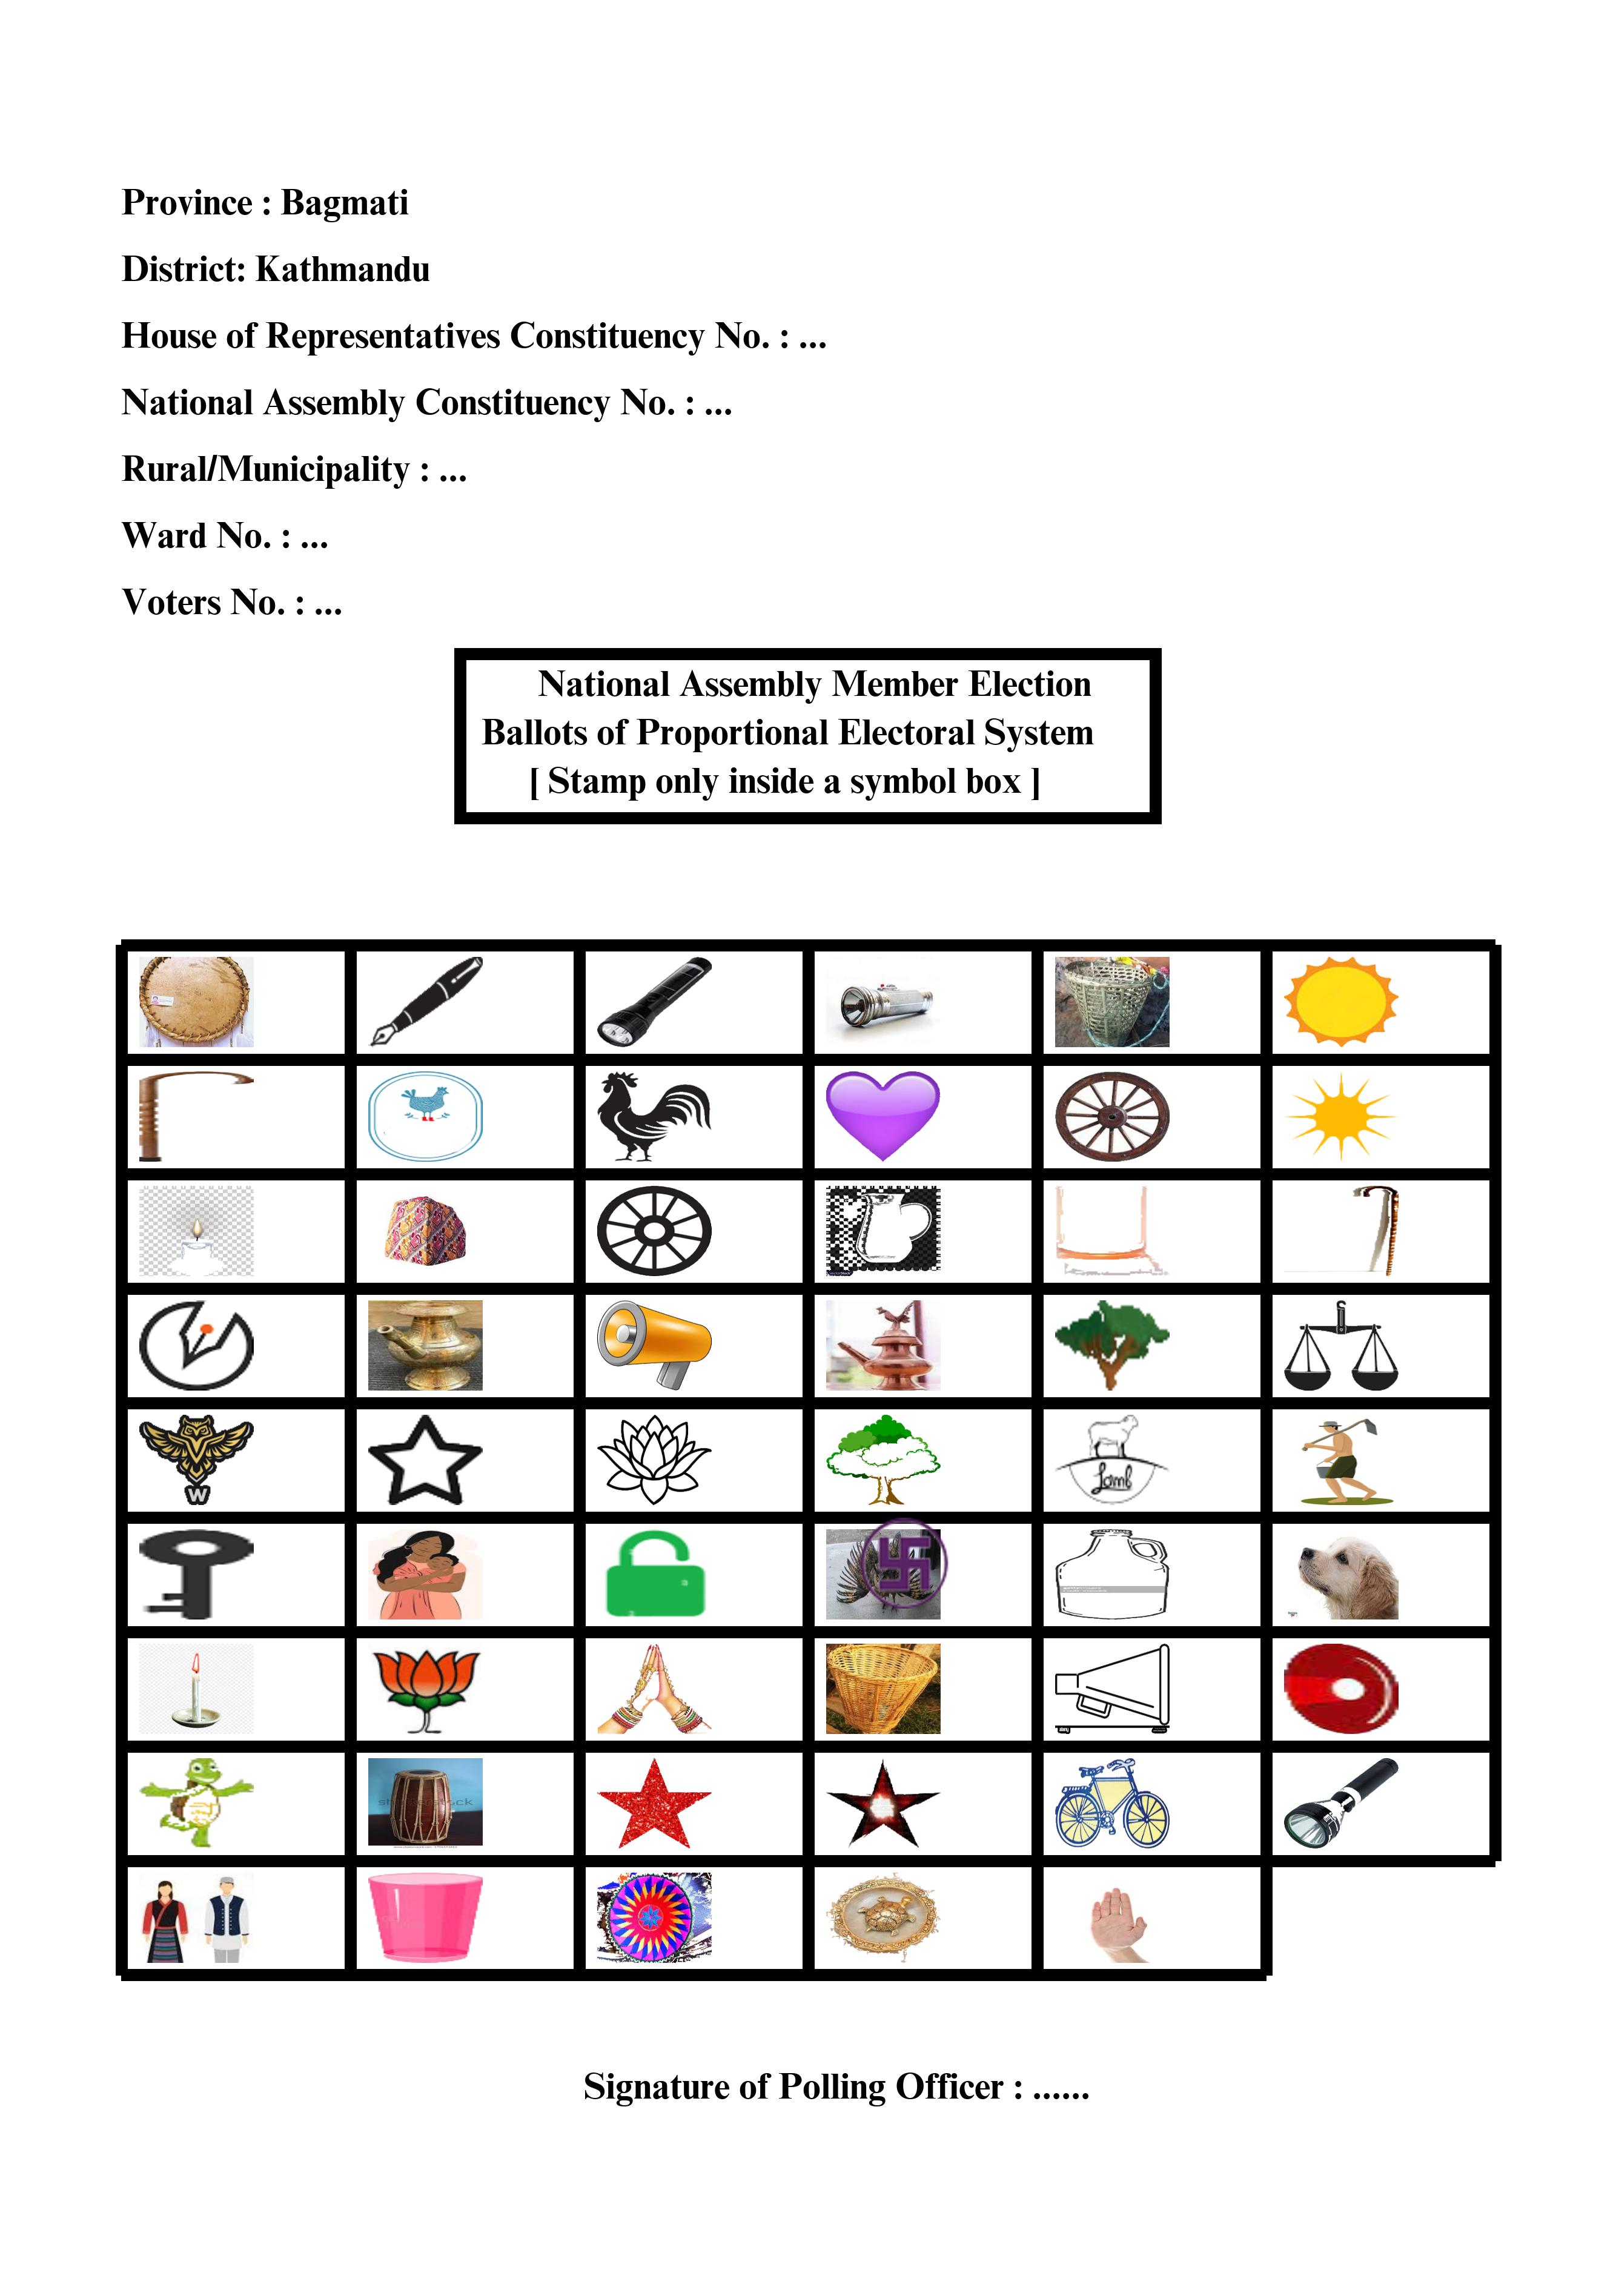 Province : Bagmati
District: Kathmandu
House of Representatives Constituency No. : ...
National Assembly Constituency No. : ...
Rural/Municipality : ...
Ward No. : ...
Voters No. : ...
National Assembly Member Election
Ballots of Proportional Electoral System
[ Stamp only inside a symbol box ]
W
Lamb
Signature of Polling Officer : ......